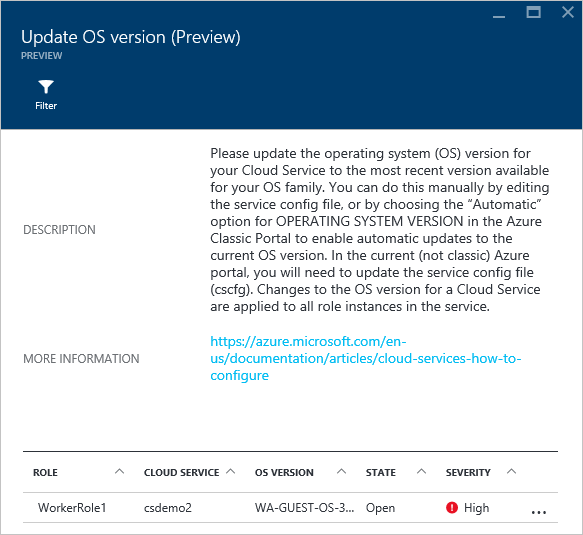 Update OS version (Preview)
PREVIEW
Filter
DESCRIPTION
Please update the operating system (OS) version for
your Cloud Service to the most recent version available
for your OS family. You can do this manually by editing
the service config file, or by choosing the “Automatic”
option for OPERATING SYSTEM VERSION in the Azure
Classic Portal to enable automatic updates to the
current OS version. In the current (not classic) Azure
portal, you will need to update the service config file
(cscfg). Changes to the OS version for a Cloud Service
are applied to all role instances in the service.
MORE INFORMATION
https://azure.microsoft.com/en-
us/documentation/articles/cloud-services-how-to-
configure
ROLE CLOUD SERVICE OS VERSION STATE SEVERITY
WorkerRole1 csdemo2 WA-GUEST-OS-3... Open High ...